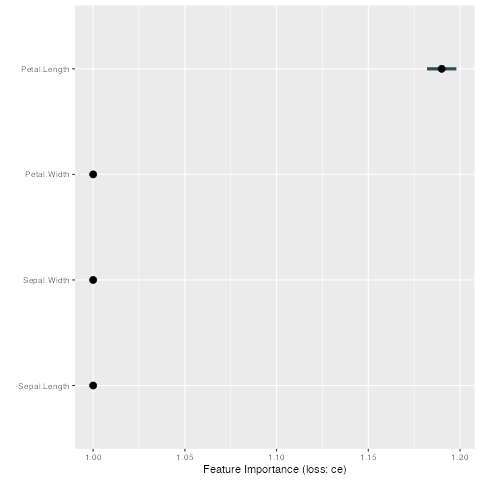 Petal.Length
Petal.Width
Sepal.Width
Sepal.Length
1.00 1.05 1.10 1.15 1.20
Feature Importance (loss: ce)